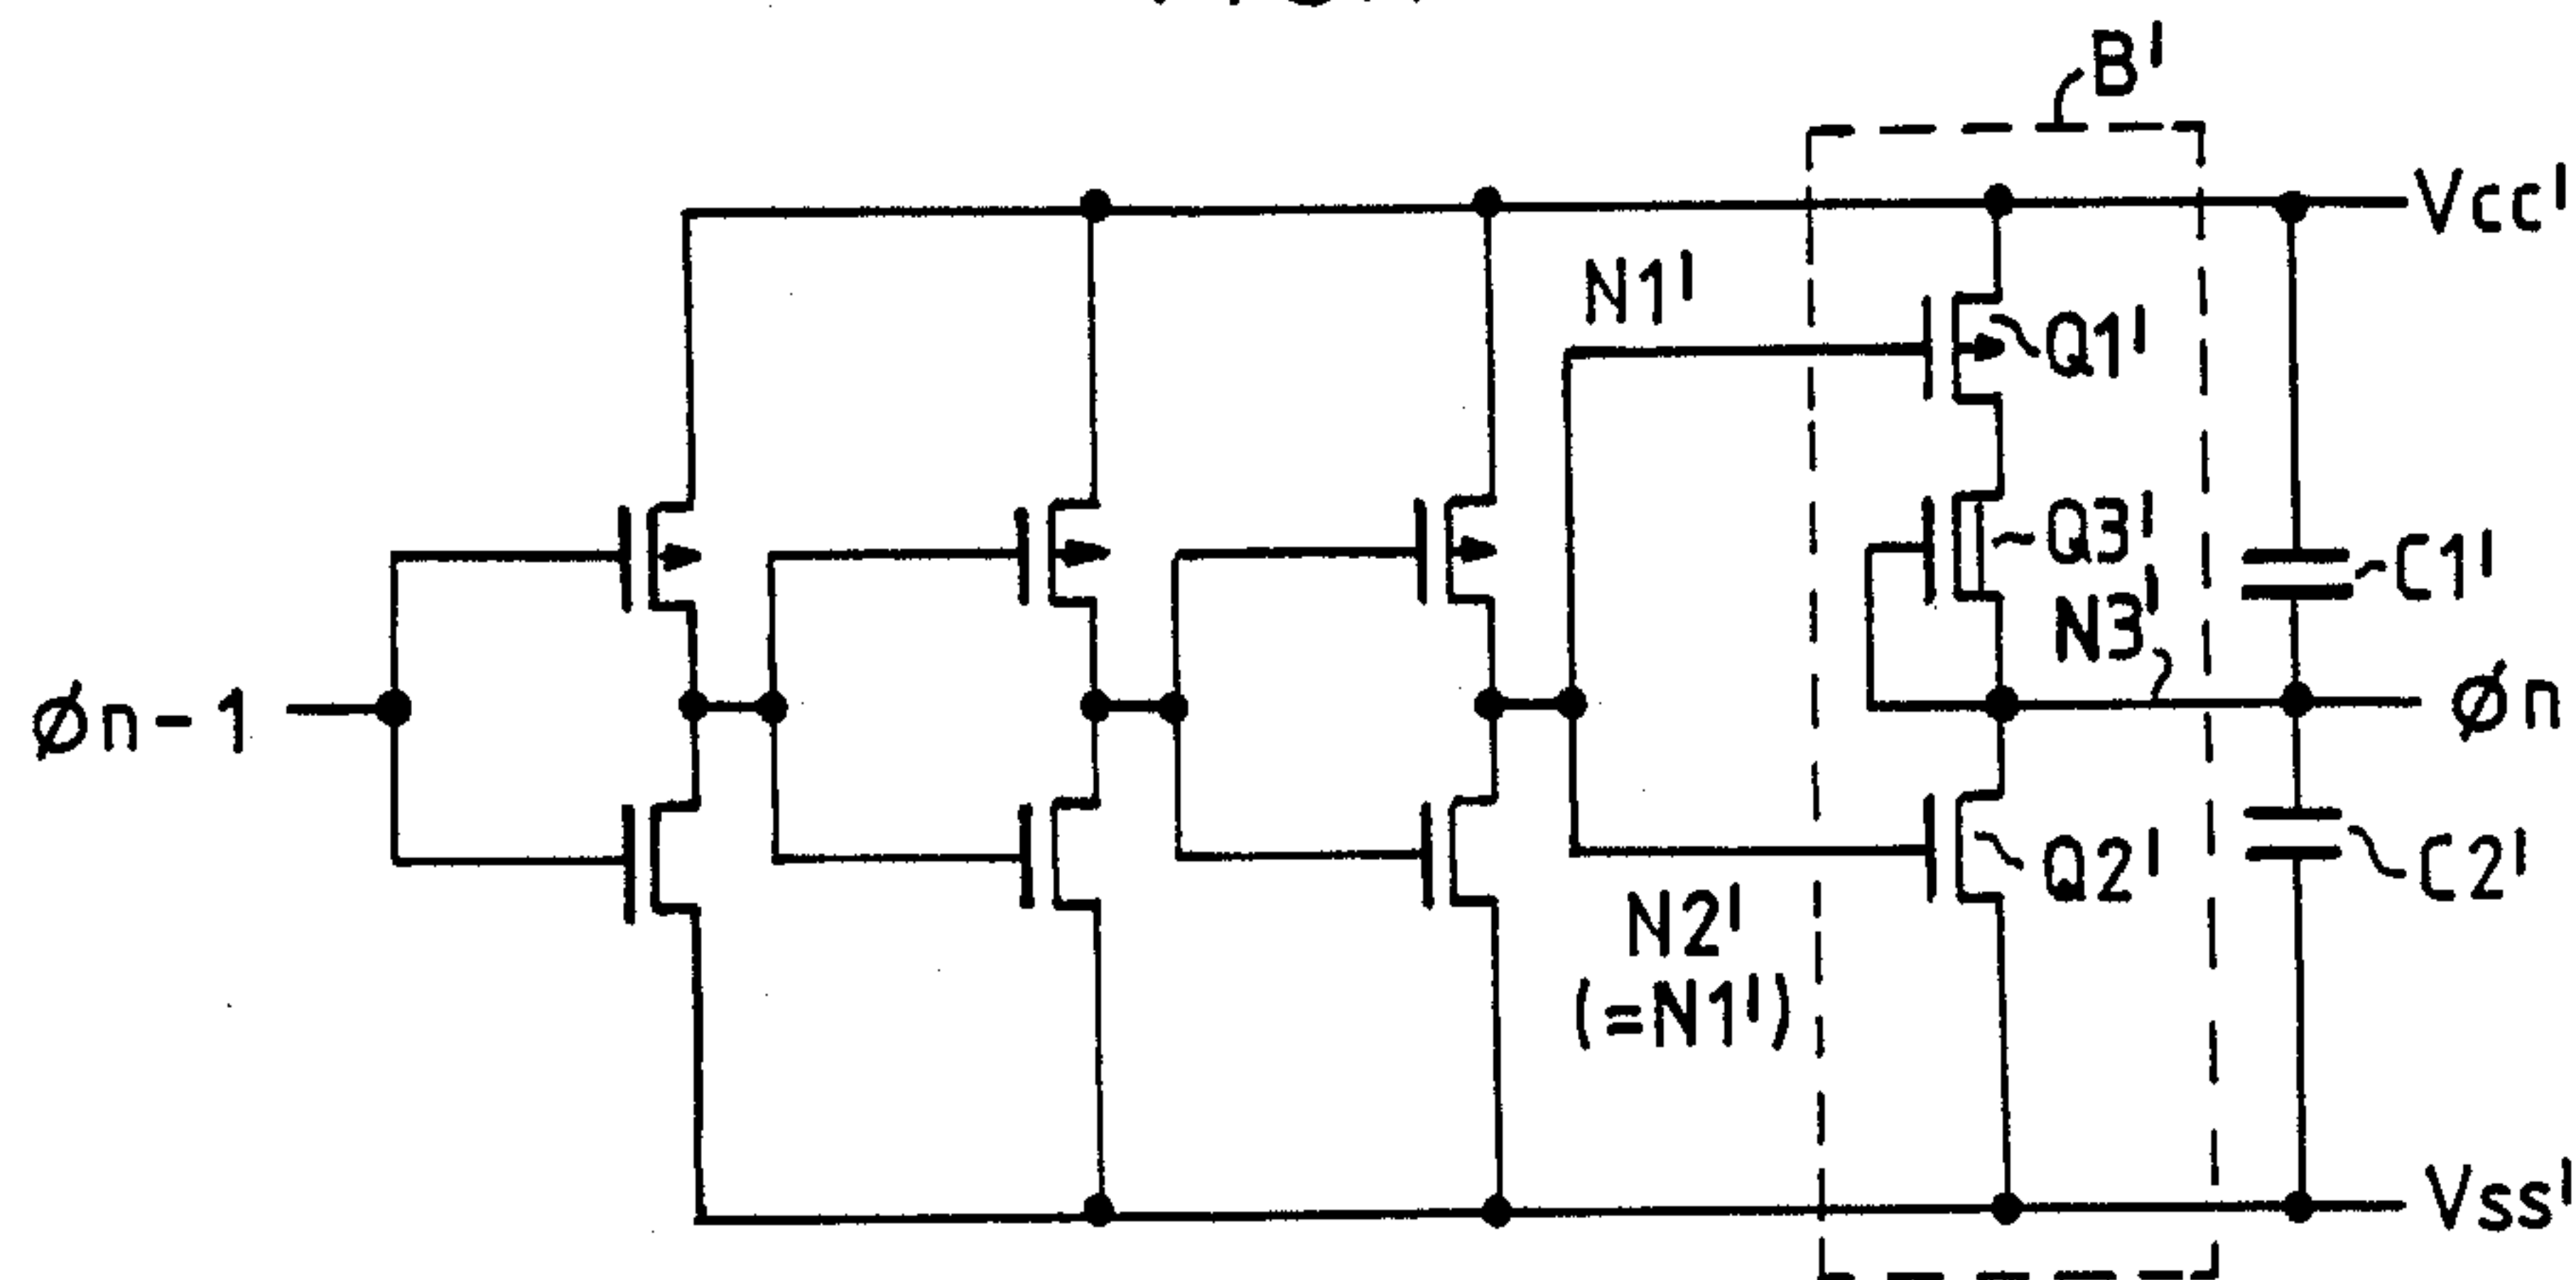 B'
Vcc'
N1'
Q1'
Q3'
C1'
N3'
øn-1
øn
Q2'
C2'
N2'
(=N1')
Vss'